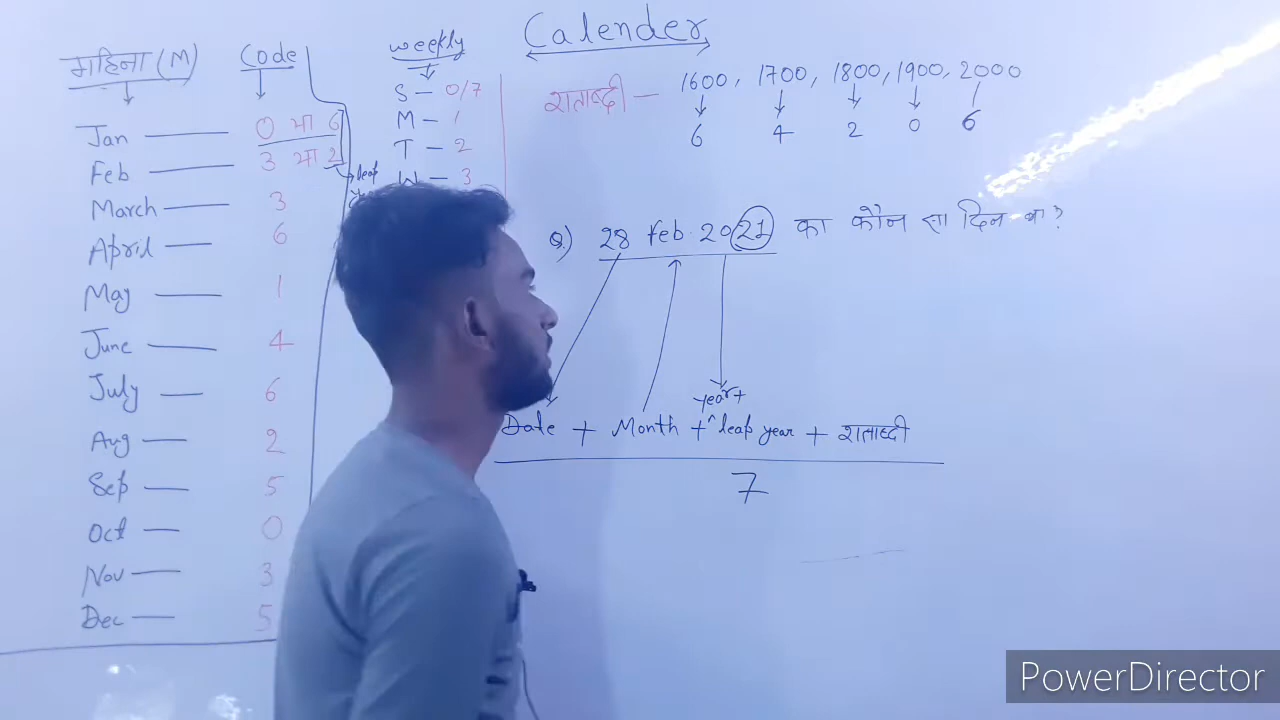 Calender
महिना (M) Code
Jan — 0 या 6
Feb — 3 या 2 → leap
March — 3
April — 6
May — 1
June — 4
July — 6
Aug — 2
Sep — 5
Oct — 0
Nov — 3
Dec — 5
weekly
S — 0/7
M — 1
T — 2
W — 3
शताब्दी — 1600, 1700, 1800, 1900, 2000
6 4 2 0 6
Q.) 28 feb. 2021 का कौन सा दिन था?
year +
Date + Month + ^ leap year + शताब्दी
7
PowerDirector